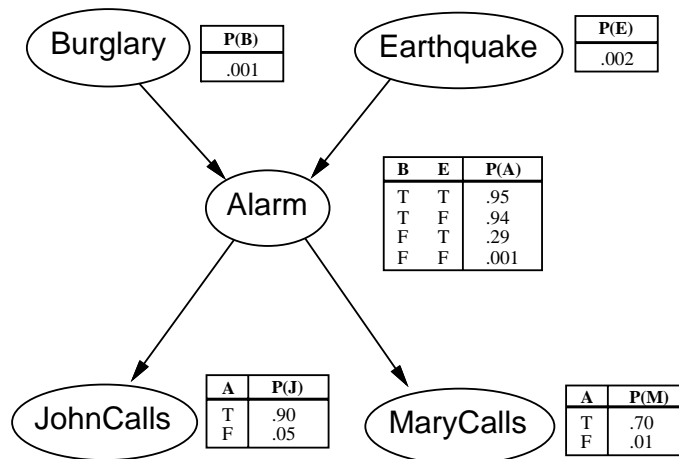 Burglary
P(B)
.001
Earthquake
P(E)
.002
Alarm
B E P(A)
T T .95
T F .94
F T .29
F F .001
JohnCalls
A P(J)
T .90
F .05
MaryCalls
A P(M)
T .70
F .01